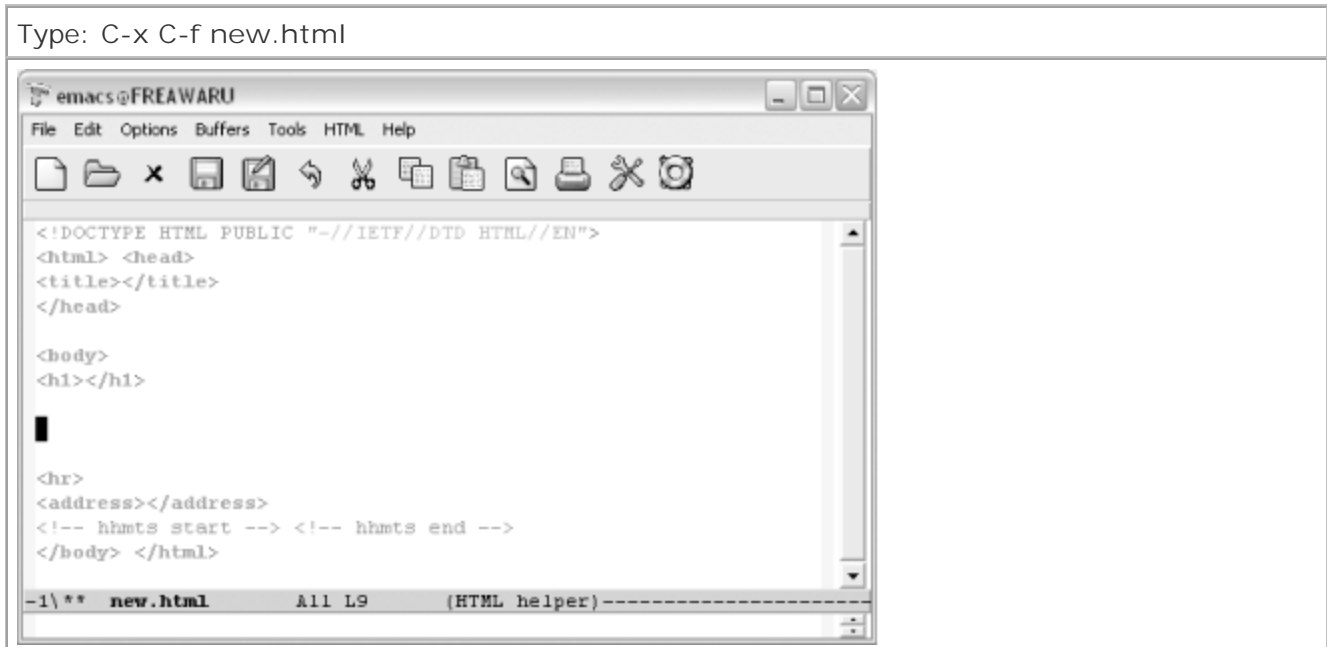 Type: C-x C-f new.html
emacs@FREAWARU
File Edit Options Buffers Tools HTML Help
<!DOCTYPE HTML PUBLIC "-//IETF//DTD HTML//EN">
<html> <head>
<title></title>
</head>
<body>
<h1></h1>
<hr>
<address></address>
<!-- hhmts start --> <!-- hhmts end -->
</body> </html>
-1\** new.html All L9 (HTML helper)-----------------------